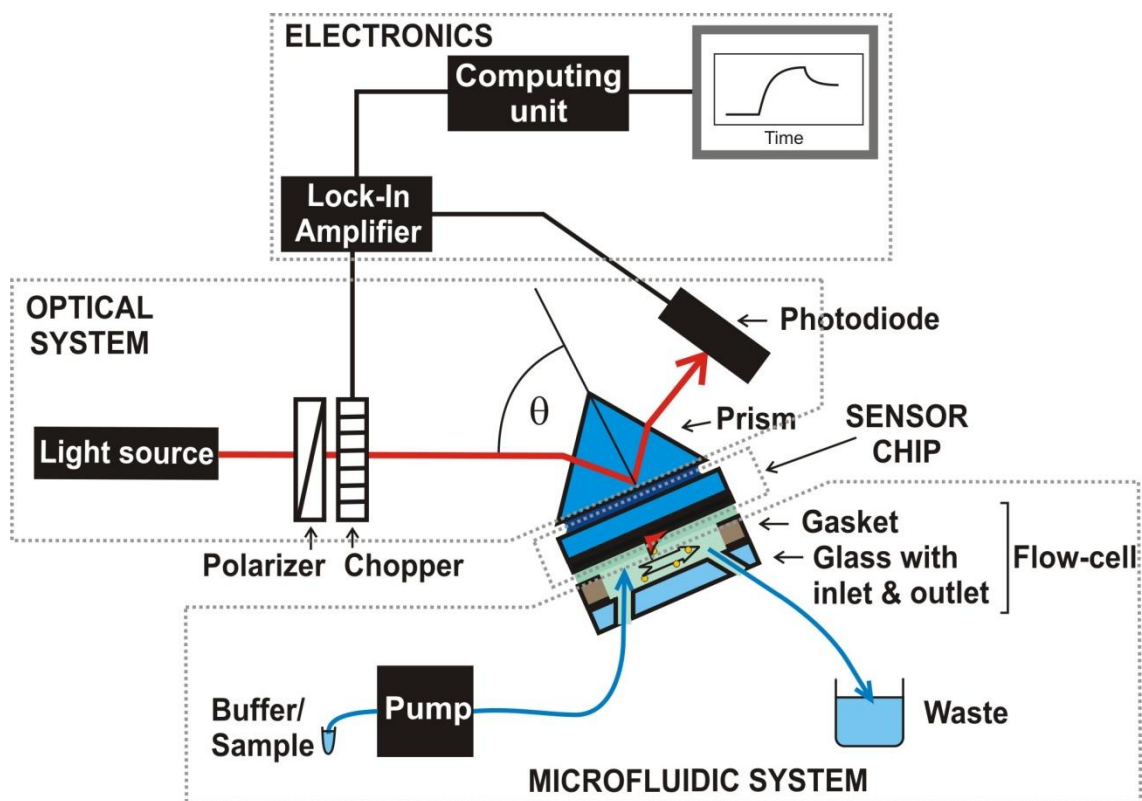 ELECTRONICS
Computing
unit
Time
Lock-In
Amplifier
OPTICAL
SYSTEM
Photodiode
θ
Prism
SENSOR
CHIP
Light source
Polarizer
Chopper
Gasket
Glass with
inlet & outlet
Flow-cell
Buffer/
Sample
Pump
Waste
MICROFLUIDIC SYSTEM